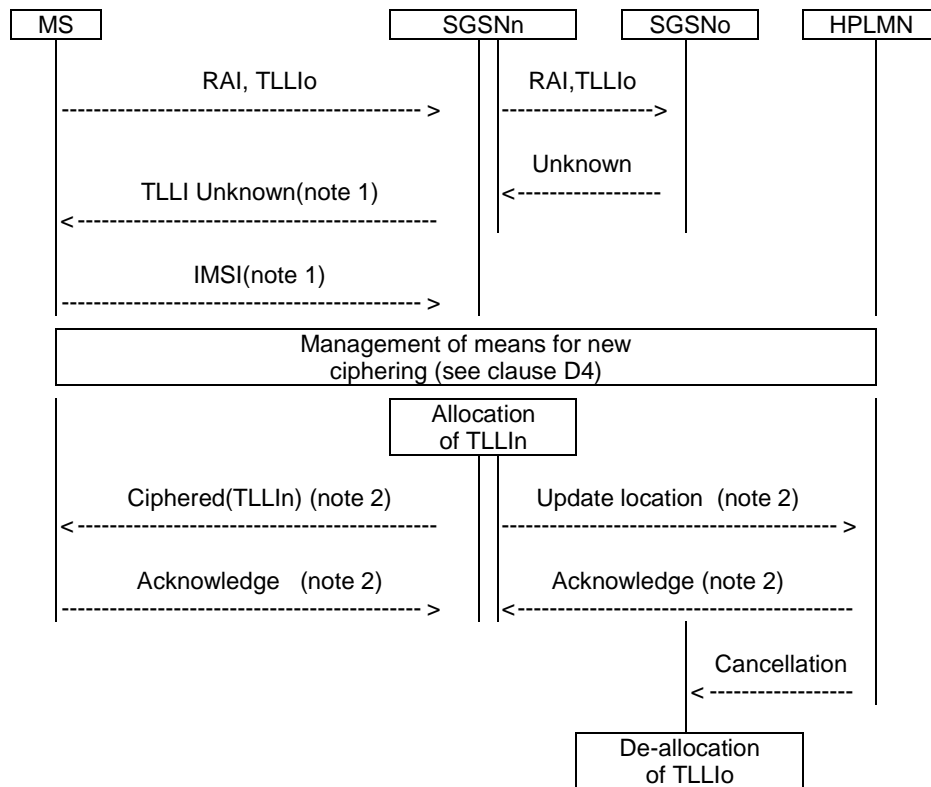 MS SGSNn SGSNo HPLMN
RAI, TLLIo RAI,TLLIo
Unknown
TLLI Unknown(note 1)
IMSI(note 1)
Management of means for new
ciphering (see clause D4)
Allocation
of TLLIn
Ciphered(TLLIn) (note 2) Update location (note 2)
Acknowledge (note 2) Acknowledge (note 2)
Cancellation
De-allocation
of TLLIo